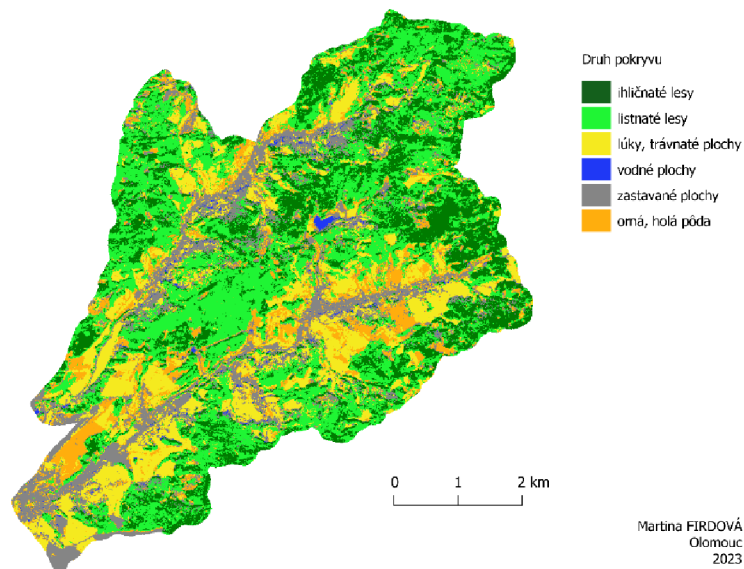 Druh pokryvu
ihličnaté lesy
listnaté lesy
lúky, trávnaté plochy
vodné plochy
zastavané plochy
orná, holá pôda
0 1 2 km
Martina FIRDOVÁ
Olomouc
2023